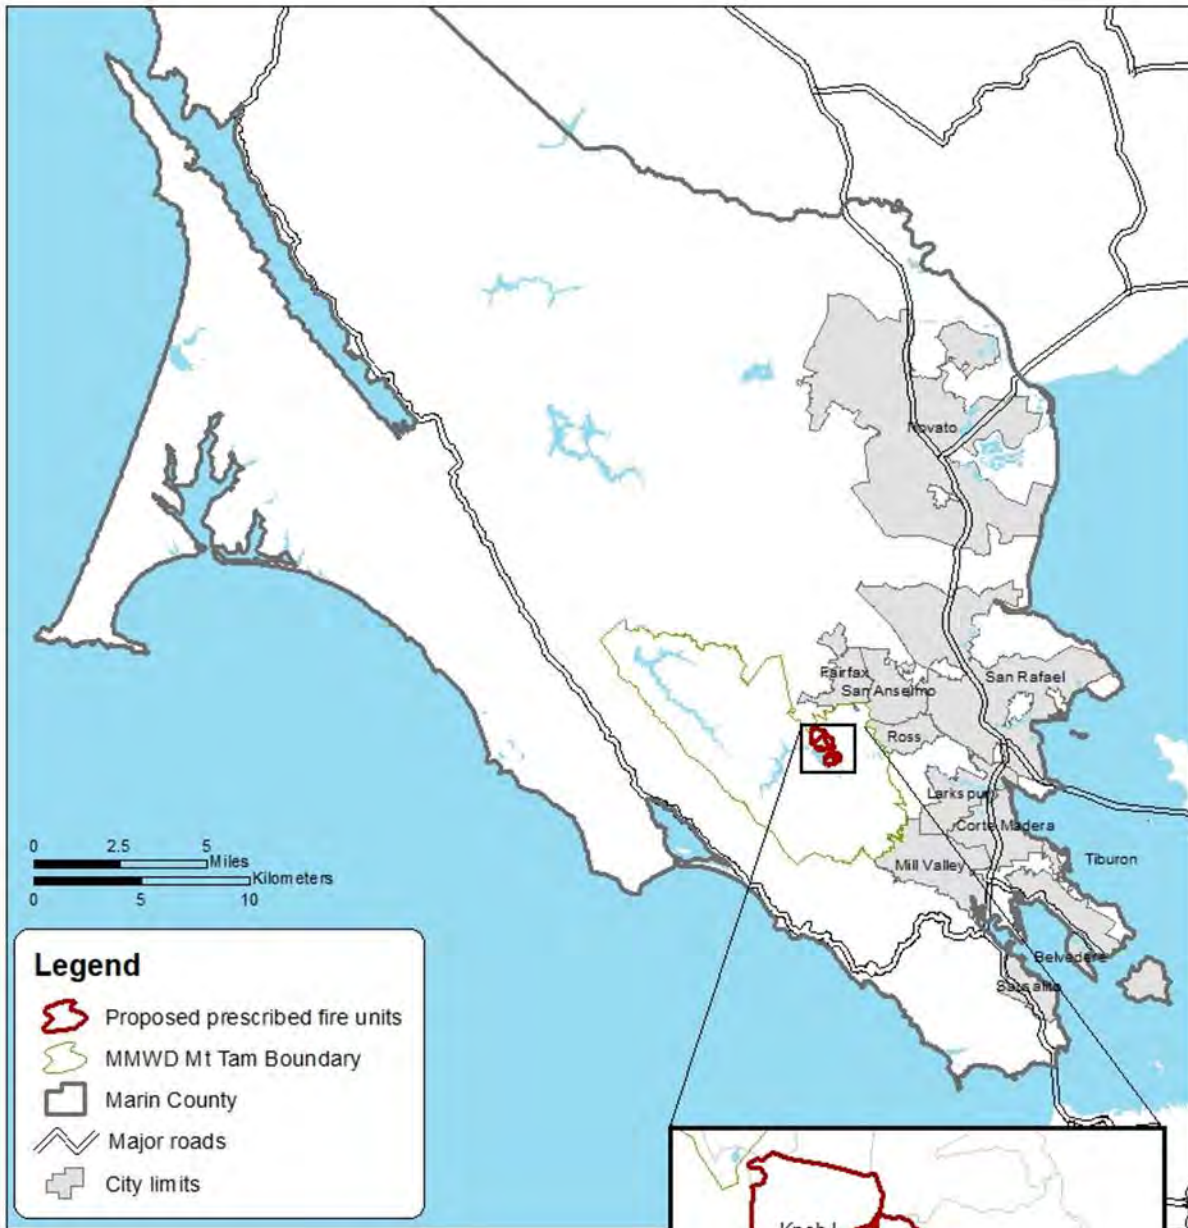 Novato
Fairfax
San Rafael
San Anselmo
Ross
Larkspur
Corte Madera
Tiburon
Mill Valley
Belvedere
Sausalito
0 2.5 5
Miles
Kilometers
0 5 10
Legend
Proposed prescribed fire units
MMWD Mt Tam Boundary
Marin County
Major roads
City limits